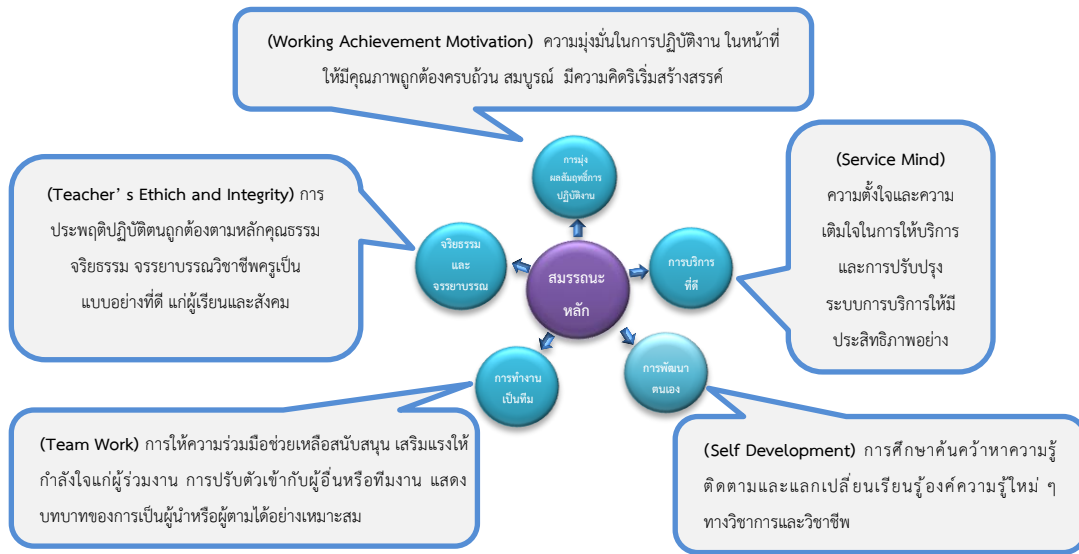 (Working Achievement Motivation) ความมุ่งมั่นในการปฏิบัติงาน ในหน้าที่
ให้มีคุณภาพถูกต้องครบถ้วน สมบูรณ์ มีความคิดริเริ่มสร้างสรรค์
(Teacher' s Ethich and Integrity) การ
ประพฤติปฏิบัติตนถูกต้องตามหลักคุณธรรม
จริยธรรม จรรยาบรรณวิชาชีพครูเป็น
แบบอย่างที่ดี แก่ผู้เรียนและสังคม
(Service Mind)
ความตั้งใจและความ
เต็มใจในการให้บริการ
และการปรับปรุง
ระบบการบริการให้มี
ประสิทธิภาพอย่าง
การมุ่ง
ผลสัมฤทธิ์การ
ปฏิบัติงาน
จริยธรรม
และ
จรรยาบรรณ
สมรรถนะ
หลัก
การบริการ
ที่ดี
การทำงาน
เป็นทีม
การพัฒนา
ตนเอง
(Team Work) การให้ความร่วมมือช่วยเหลือสนับสนุน เสริมแรงให้
กำลังใจแก่ผู้ร่วมงาน การปรับตัวเข้ากับผู้อื่นหรือทีมงาน แสดง
บทบาทของการเป็นผู้นำหรือผู้ตามได้อย่างเหมาะสม
(Self Development) การศึกษาค้นคว้าหาความรู้
ติดตามและแลกเปลี่ยนเรียนรู้องค์ความรู้ใหม่ ๆ
ทางวิชาการและวิชาชีพ